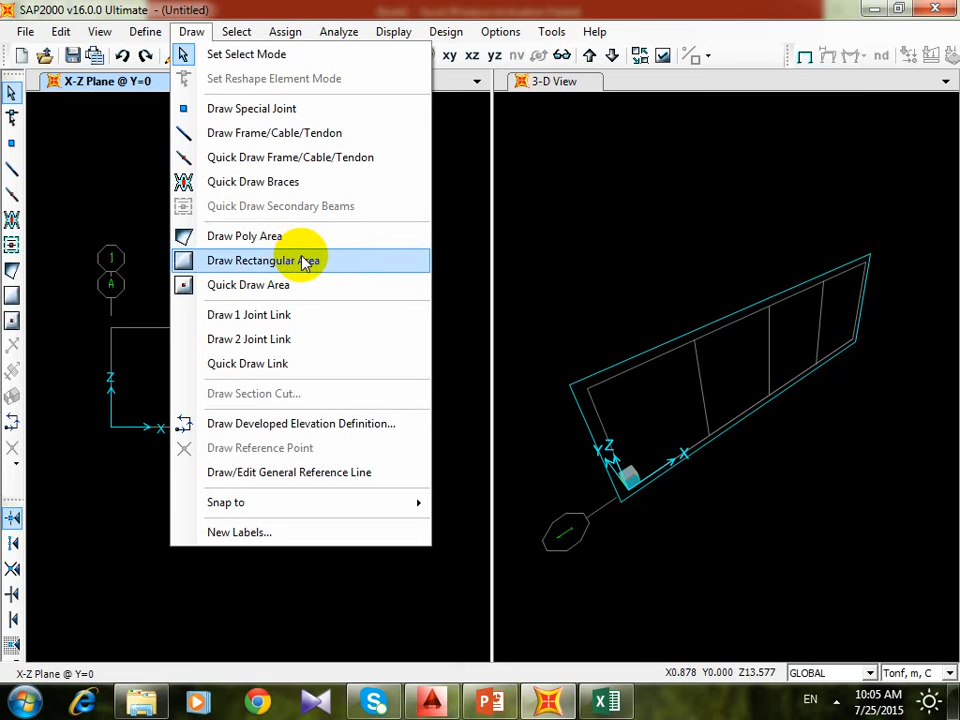 SAP2000 v16.0.0 Ultimate - (Untitled)
File Edit View Define Draw Select Assign Analyze Display Design Options Tools Help
xy xz yz nv
X-Z Plane @ Y=0
3-D View
Set Select Mode
Set Reshape Element Mode
Draw Special Joint
Draw Frame/Cable/Tendon
Quick Draw Frame/Cable/Tendon
Quick Draw Braces
Quick Draw Secondary Beams
Draw Poly Area
Draw Rectangular Area
Quick Draw Area
Draw 1 Joint Link
Draw 2 Joint Link
Quick Draw Link
Draw Section Cut...
Draw Developed Elevation Definition...
Draw Reference Point
Draw/Edit General Reference Line
Snap to
New Labels...
1
A
Z
X
Y Z
X
X-Z Plane @ Y=0
X0.878 Y0.000 Z13.577
GLOBAL
Tonf, m, C
EN
10:05 AM
7/25/2015